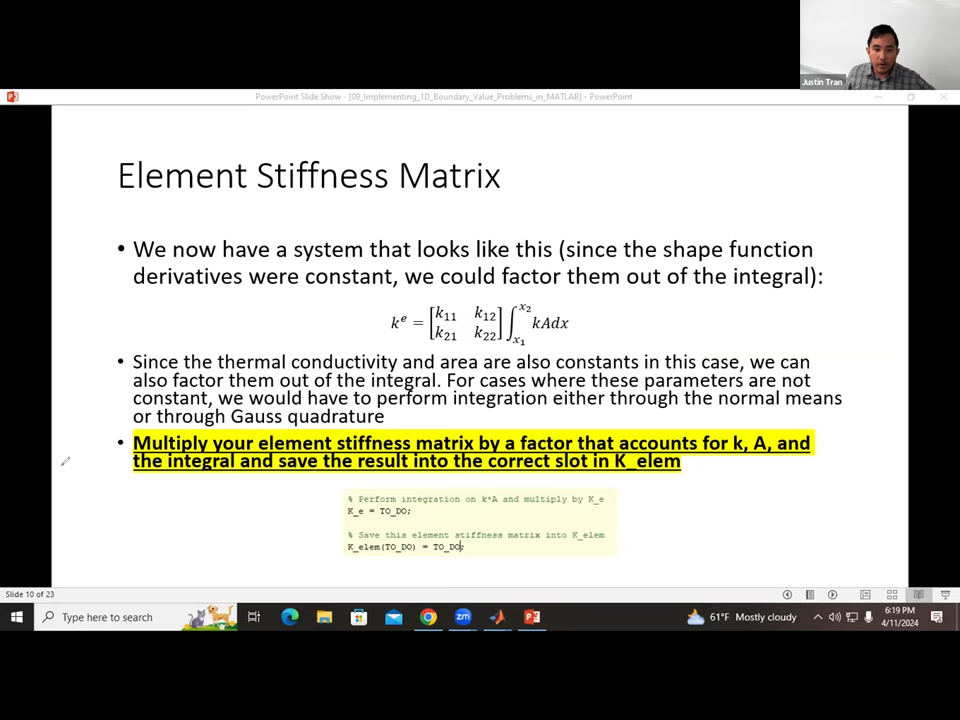 Justin Tran
PowerPoint Slide Show - [09_Implementing_1D_Boundary_Value_Problems_in_MATLAB] - PowerPoint
Element Stiffness Matrix
• We now have a system that looks like this (since the shape function
derivatives were constant, we could factor them out of the integral):
k^e = [k_11 k_12; k_21 k_22] ∫_{x_1}^{x_2} kAdx
• Since the thermal conductivity and area are also constants in this case, we can
also factor them out of the integral. For cases where these parameters are not
constant, we would have to perform integration either through the normal means
or through Gauss quadrature
• Multiply your element stiffness matrix by a factor that accounts for k, A, and
the integral and save the result into the correct slot in K_elem
% Perform integration on k*A and multiply by K_e
K_e = TO_DO;
% Save this element stiffness matrix into K_elem
K_elem(TO_DO) = TO_DO;
Slide 10 of 23
Type here to search
zm
61°F Mostly cloudy
6:19 PM
4/11/2024